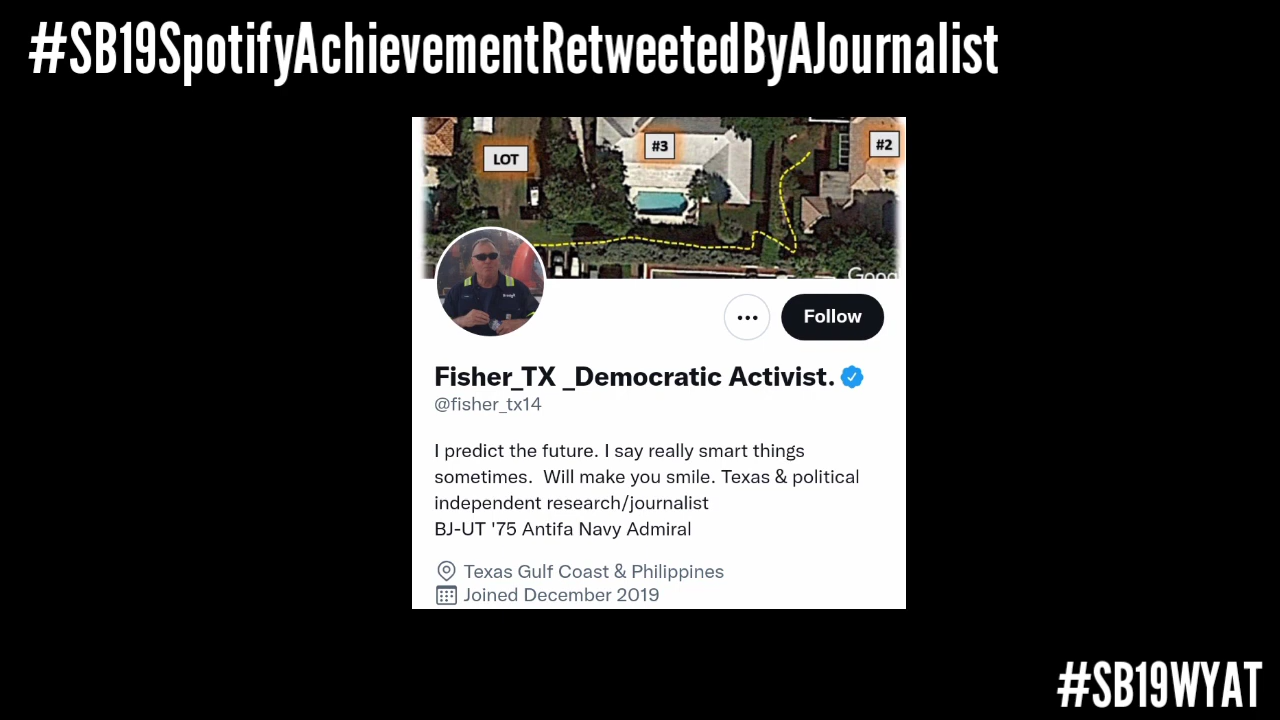 #SB19SpotifyAchievementRetweetedByAJournalist
LOT
#3
#2
Goog
Follow
Fisher_TX _Democratic Activist.
@fisher_tx14
I predict the future. I say really smart things
sometimes.  Will make you smile. Texas & political
independent research/journalist
BJ-UT '75 Antifa Navy Admiral
Texas Gulf Coast & Philippines
Joined December 2019
#SB19WYAT